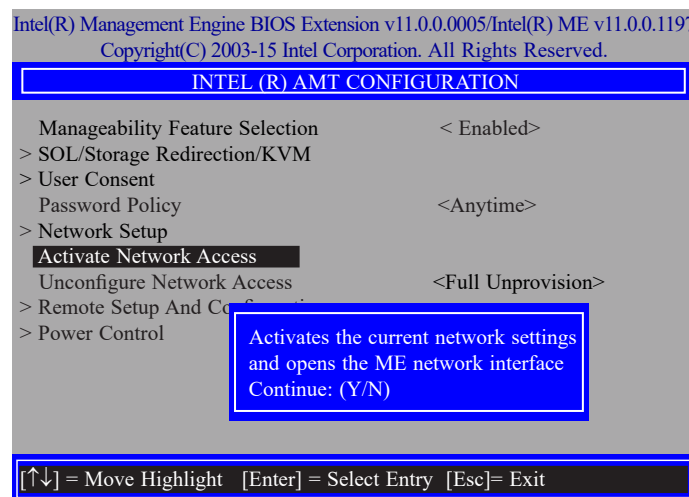 Intel(R) Management Engine BIOS Extension v11.0.0.0005/Intel(R) ME v11.0.0.119
Copyright(C) 2003-15 Intel Corporation. All Rights Reserved.
INTEL (R) AMT CONFIGURATION
Manageability Feature Selection < Enabled>
> SOL/Storage Redirection/KVM
> User Consent
Password Policy <Anytime>
> Network Setup
Activate Network Access
Unconfigure Network Access <Full Unprovision>
> Remote Setup And
> Power Control
Activates the current network settings
and opens the ME network interface
Continue: (Y/N)
[↑↓] = Move Highlight [Enter] = Select Entry [Esc]= Exit